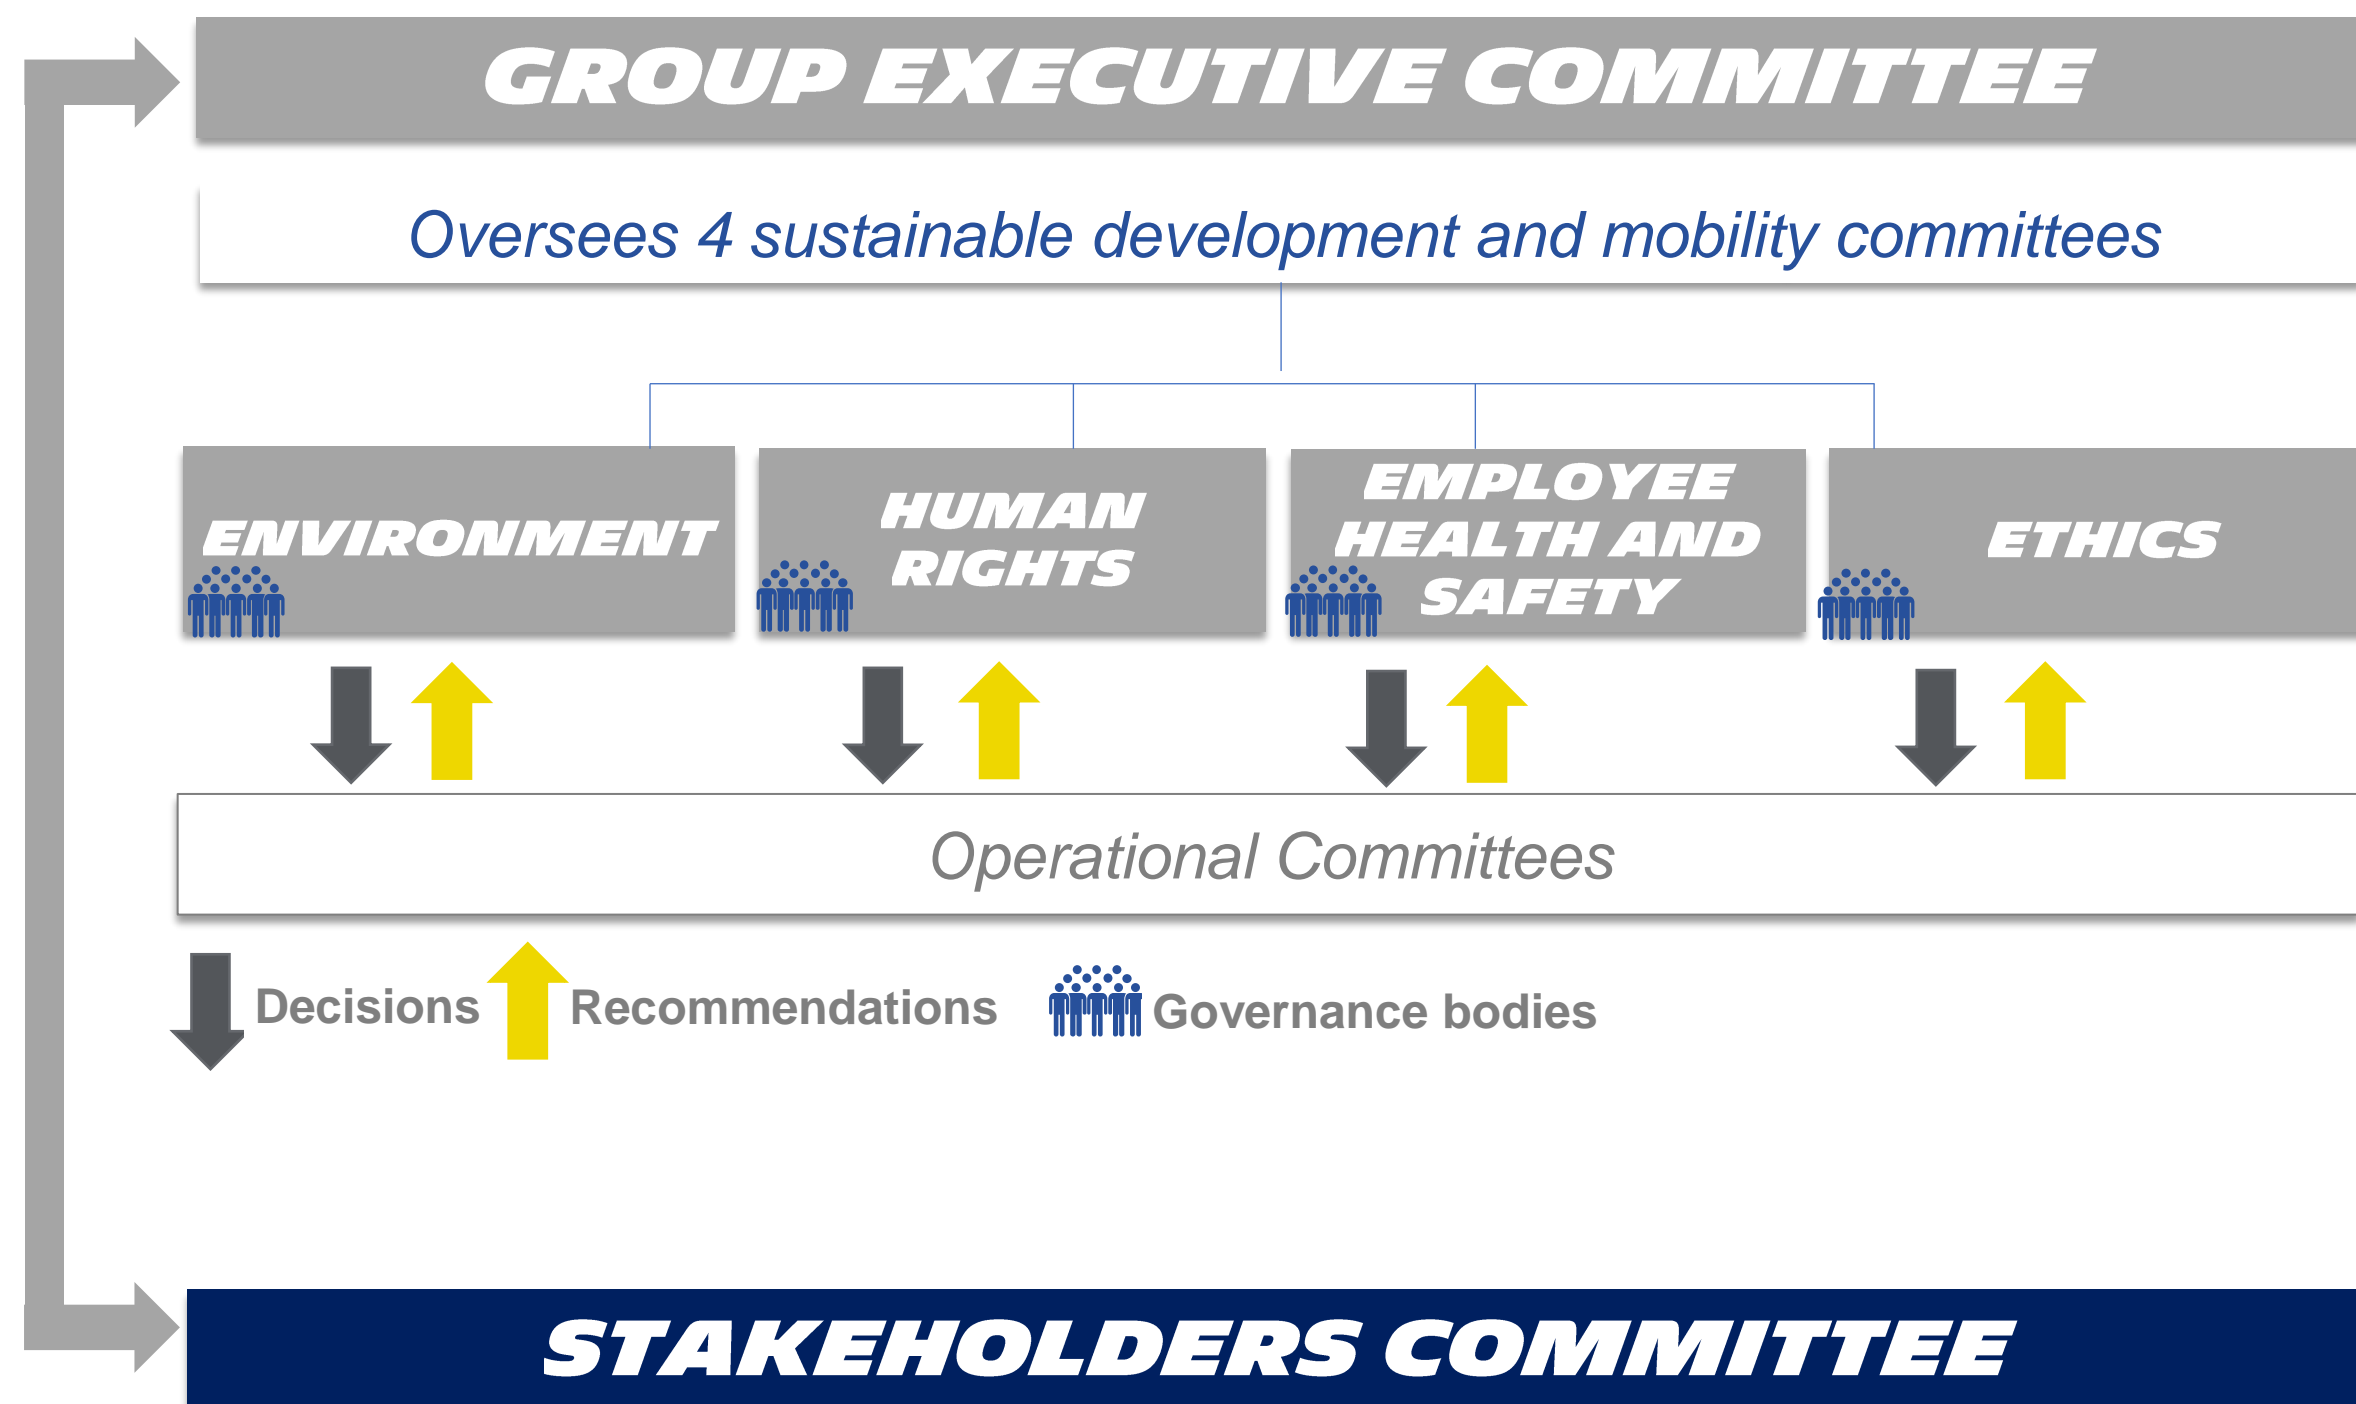 GROUP EXECUTIVE COMMITTEE
Oversees 4 sustainable development and mobility committees
ENVIRONMENT
HUMAN
RIGHTS
EMPLOYEE
HEALTH AND
SAFETY
ETHICS
Operational Committees
Decisions
Recommendations
Governance bodies
STAKEHOLDERS COMMITTEE